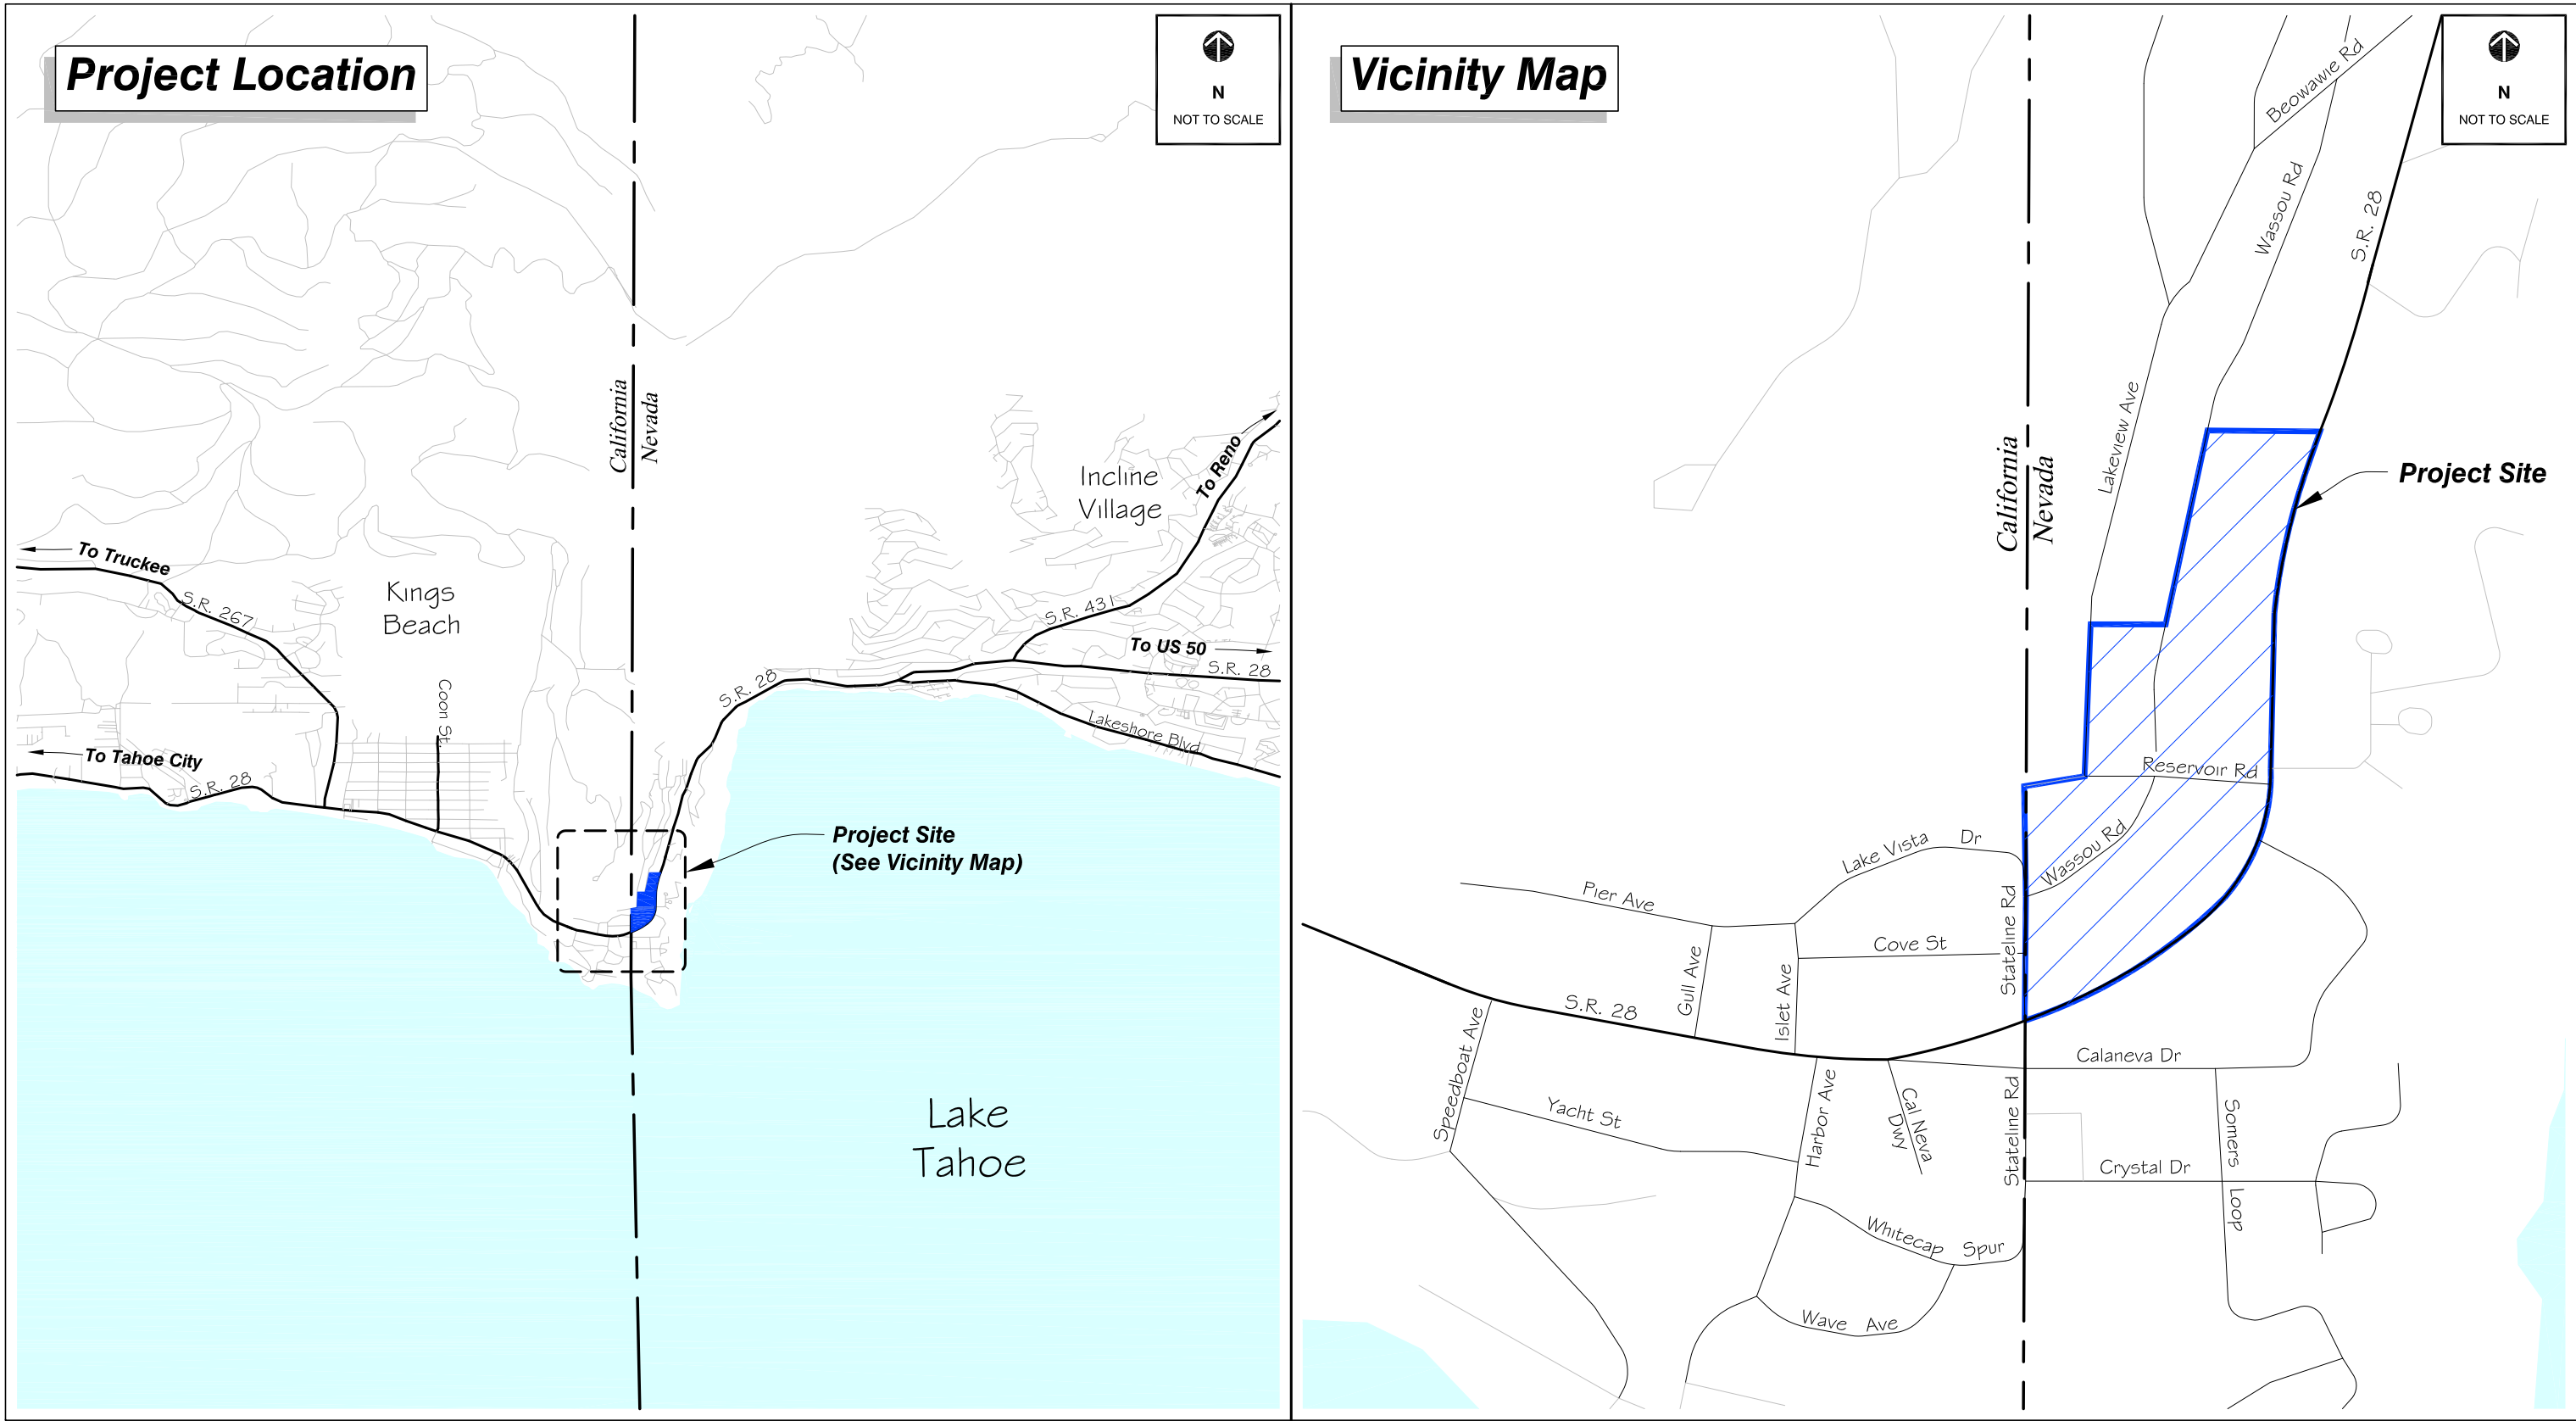 Project Location
N
NOT TO SCALE
California
Nevada
Incline
Village
To Reno
To Truckee
S.R. 267
Kings
Beach
S.R. 431
To US 50
S.R. 28
Coon St.
S.R. 28
Lakeshore Blvd
To Tahoe City
S.R. 28
Project Site
(See Vicinity Map)
Lake
Tahoe
Vicinity Map
N
NOT TO SCALE
Beowawie Rd
Wassou Rd
S.R. 28
Lakeview Ave
California
Nevada
Project Site
Reservoir Rd
Wassou Rd
Lake Vista Dr
Pier Ave
Stateline Rd
Cove St
Gull Ave
Islet Ave
S.R. 28
Speedboat Ave
Calaneva Dr
Yacht St
Harbor Ave
Cal Neva
Dwy
Stateline Rd
Somers Loop
Crystal Dr
Whitecap Spur
Wave Ave